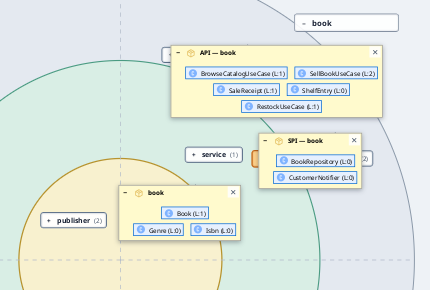 − book
− API — book ✕
C BrowseCatalogUseCase (L:1) C SellBookUseCase (L:2)
C SaleReceipt (L:1) C ShelfEntry (L:0)
C RestockUseCase (L:1)
− SPI — book ✕
+ service (1)
2)
C BookRepository (L:0)
C CustomerNotifier (L:0)
− book ✕
C Book (L:1)
+ publisher (2)
C Genre (L:0) C Isbn (L:0)